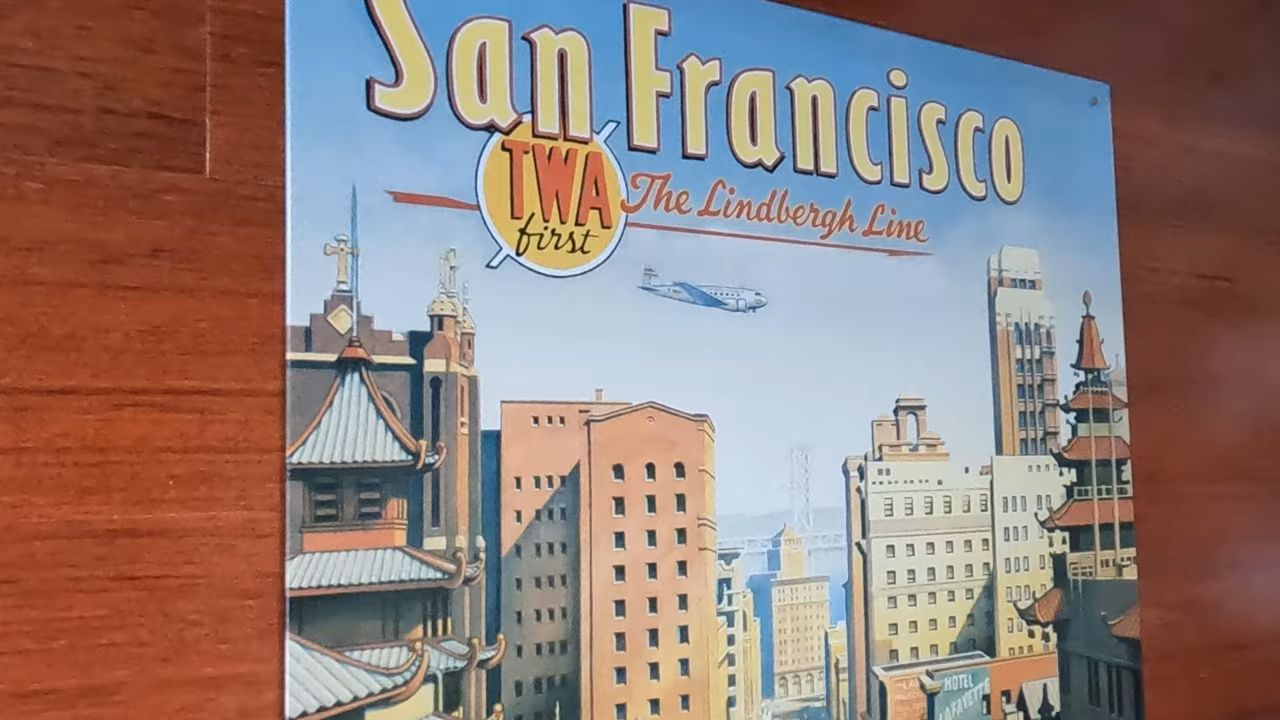 San Francisco
TWA
first
The Lindbergh Line
HOTEL
LAFAYETTE